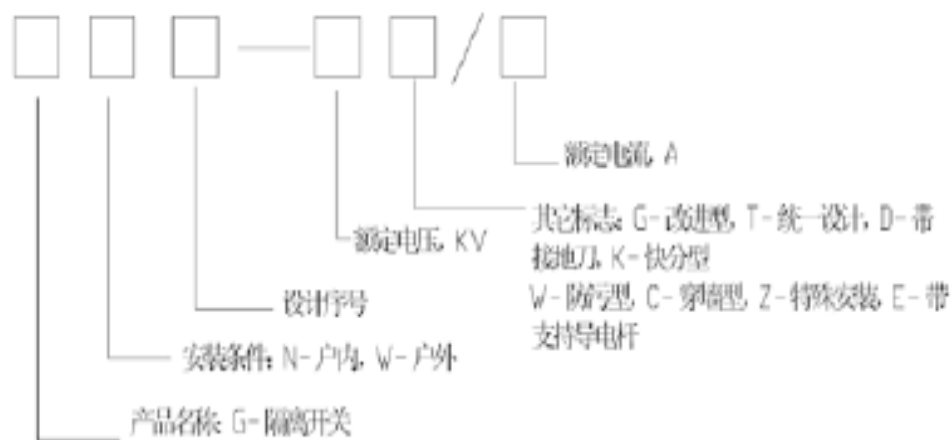 额定电流, A
其它标志: G-改进型, T-统一设计, D-带
接地刀, K-快分型
W-防污型, C-穿墙型, Z-特殊安装, E-带
支持导电杆
额定电压, KV
设计序号
安装条件: N-户内, W-户外
产品名称: G-隔离开关